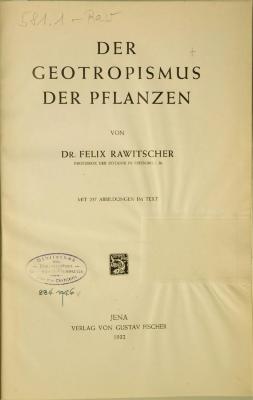 581.1 - Raw
DER
GEOTROPISMUS
DER PFLANZEN
VON
DR. FELIX RAWITSCHER
PROFESSOR DER BOTANIK IN FREIBURG I. Br.
MIT 257 ABBILDUNGEN IM TEXT
JENA
VERLAG VON GUSTAV FISCHER
1932